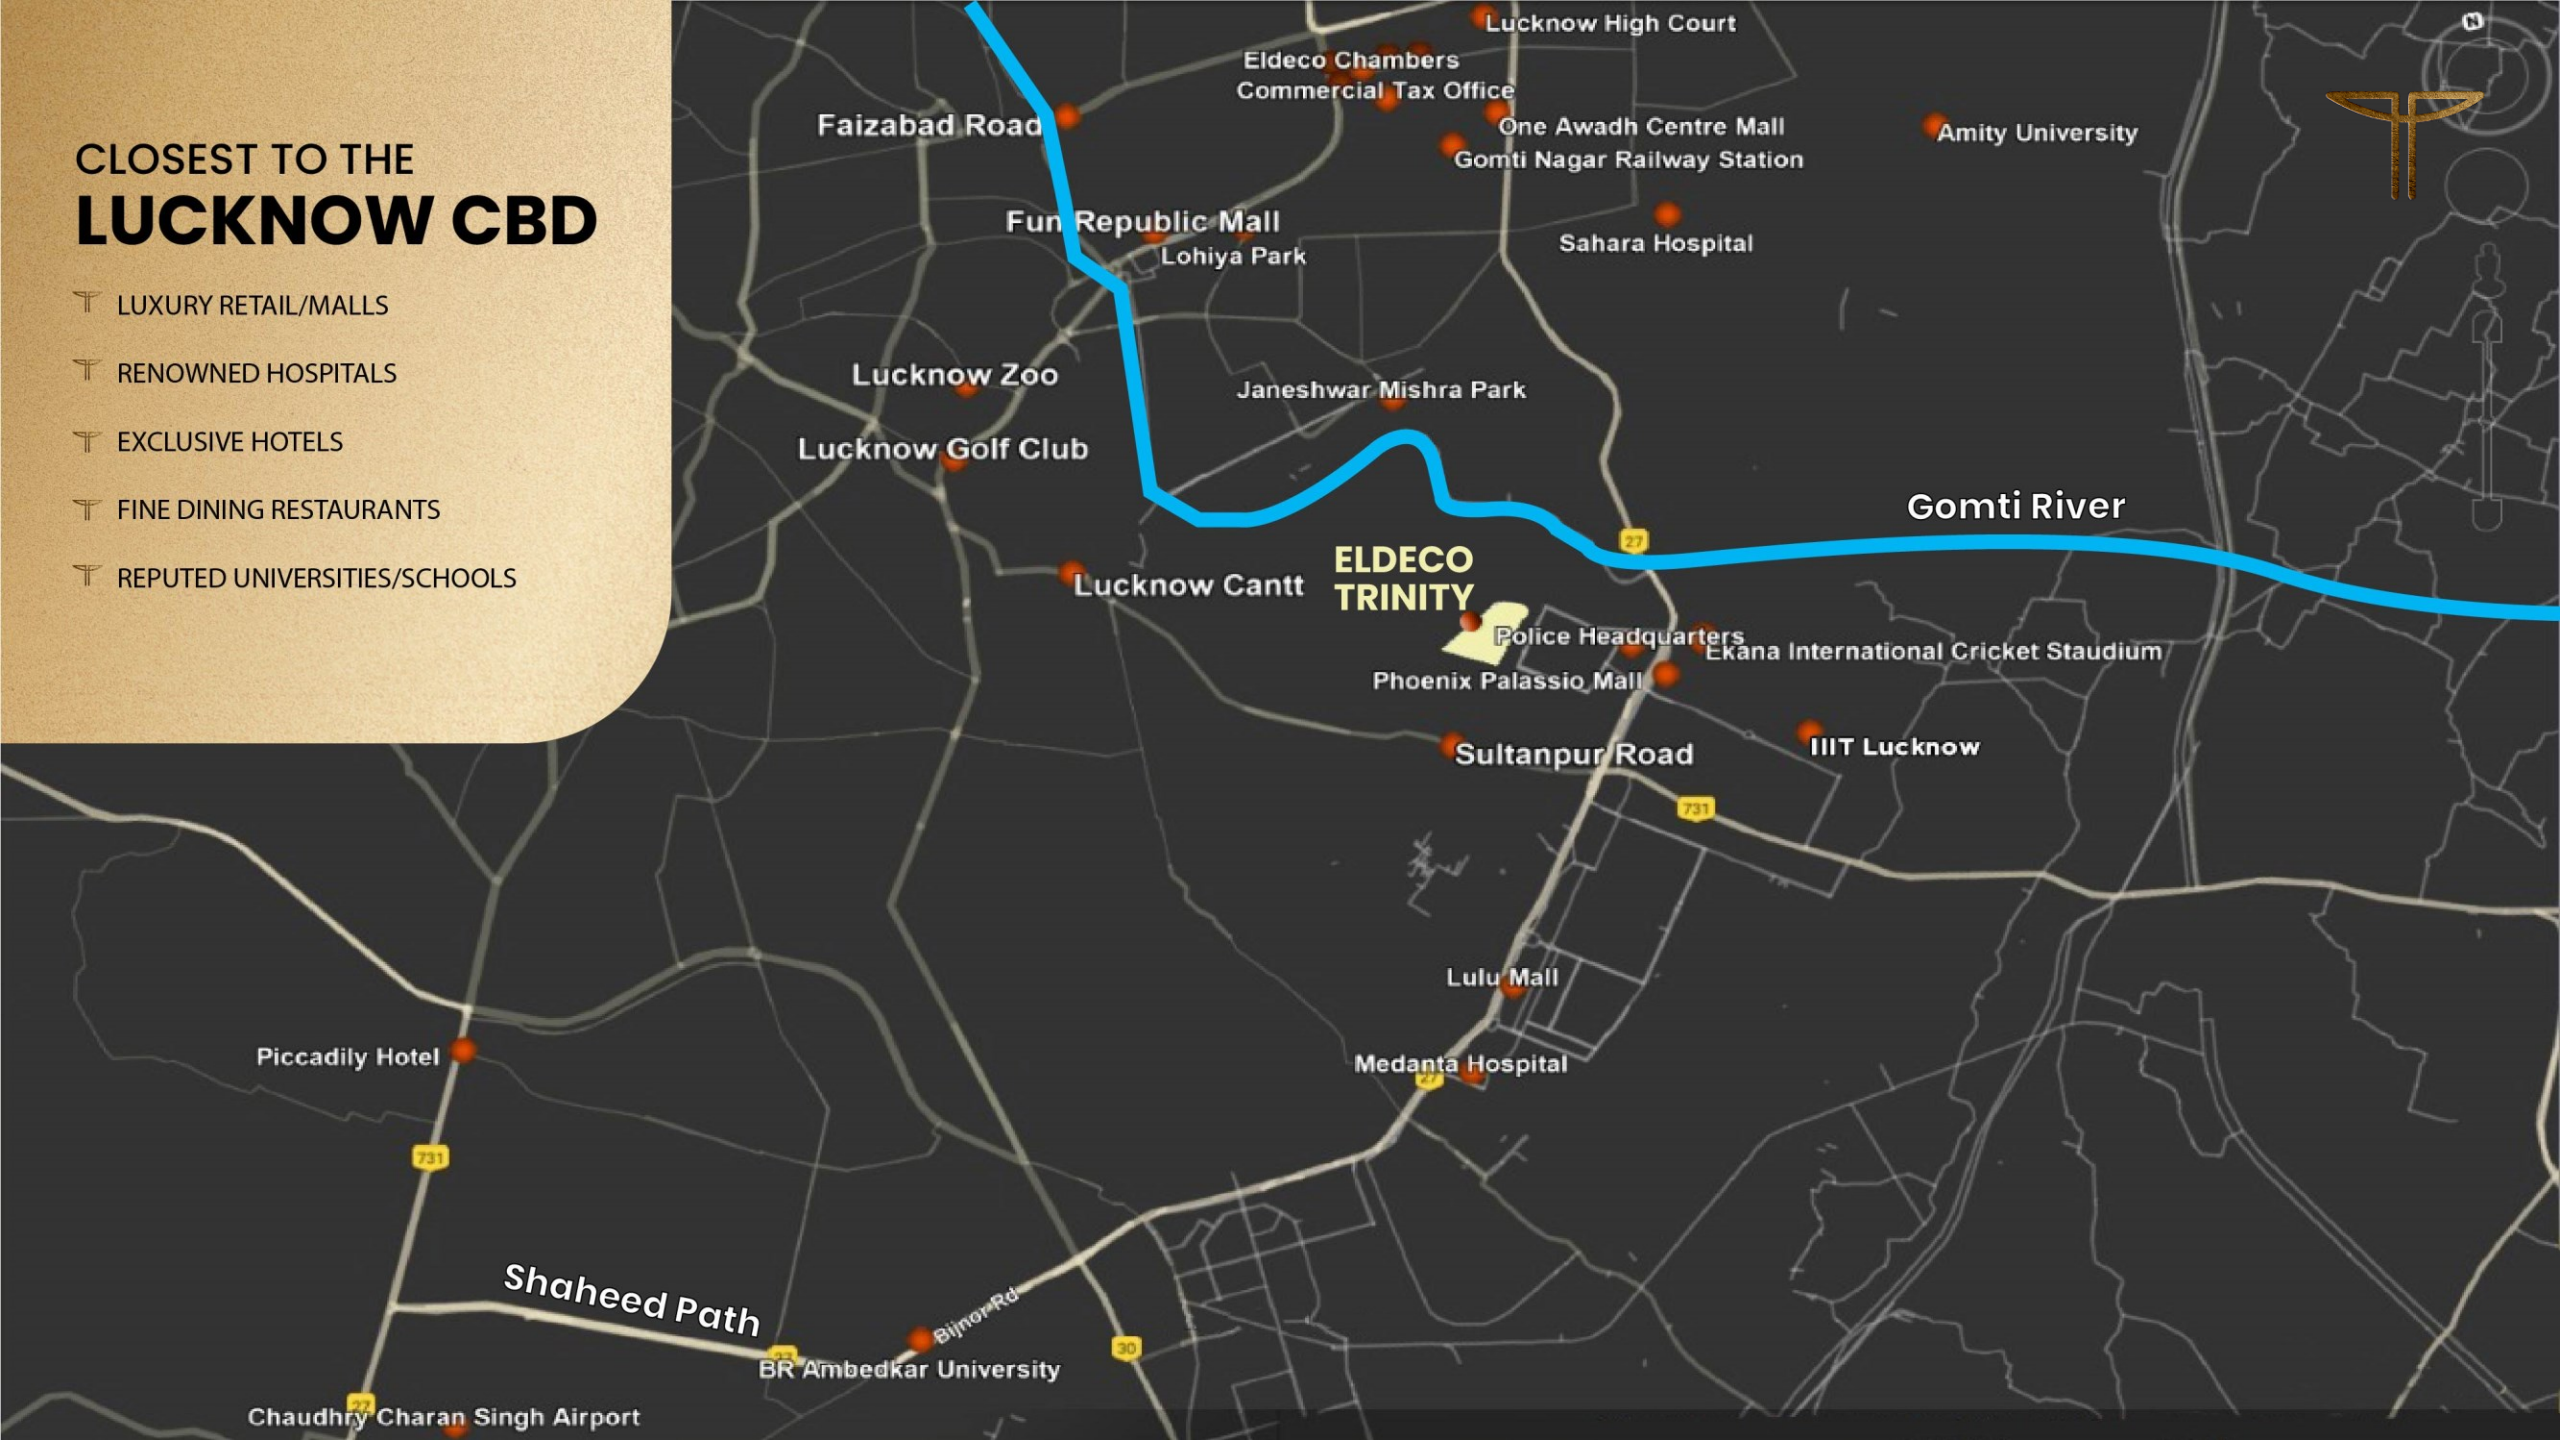 CLOSEST TO THE
LUCKNOW CBD
LUXURY RETAIL/MALLS
RENOWNED HOSPITALS
EXCLUSIVE HOTELS
FINE DINING RESTAURANTS
REPUTED UNIVERSITIES/SCHOOLS
Lucknow High Court
N
Eldeco Chambers
Commercial Tax Office
Faizabad Road
One Awadh Centre Mall
Amity University
Gomti Nagar Railway Station
Fun Republic Mall
Sahara Hospital
Lohiya Park
Lucknow Zoo
Janeshwar Mishra Park
Lucknow Golf Club
Gomti River
27
ELDECO
TRINITY
Lucknow Cantt
Police Headquarters
Ekana International Cricket Staudium
Phoenix Palassio Mall
Sultanpur Road
IIIT Lucknow
731
Lulu Mall
Piccadily Hotel
Medanta Hospital
27
731
Shaheed Path
Bijnor Rd
27
30
BR Ambedkar University
27
Chaudhry Charan Singh Airport